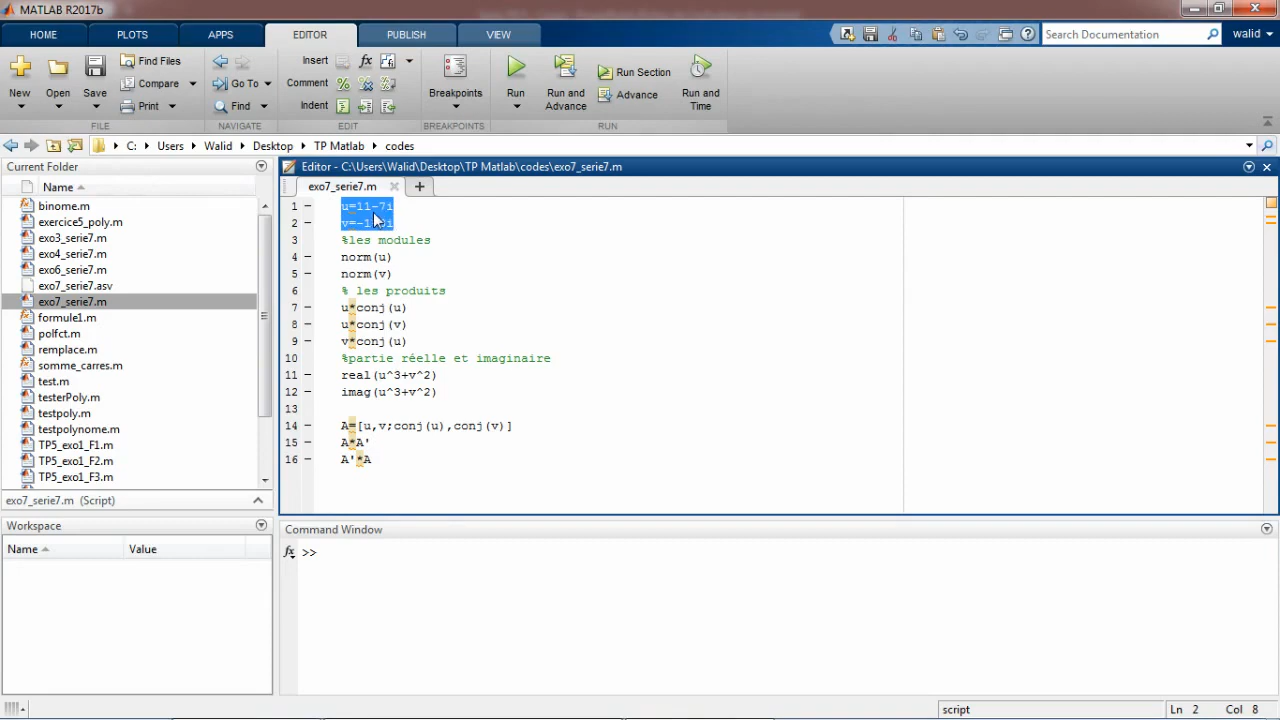 MATLAB R2017b
HOME PLOTS APPS EDITOR PUBLISH VIEW
Search Documentation
walid
New
Open
Save
Find Files
Compare
Print
FILE
Go To
Find
NAVIGATE
Insert
Comment
Indent
fx
EDIT
Breakpoints
BREAKPOINTS
Run
Run and
Advance
Run Section
Advance
Run and
Time
RUN
C: Users Walid Desktop TP Matlab codes
Current Folder
Name
binome.m
exercice5_poly.m
exo3_serie7.m
exo4_serie7.m
exo6_serie7.m
exo7_serie7.asv
exo7_serie7.m
formule1.m
polfct.m
remplace.m
somme_carres.m
test.m
testerPoly.m
testpoly.m
testpolynome.m
TP5_exo1_F1.m
TP5_exo1_F2.m
TP5_exo1_F3.m
exo7_serie7.m (Script)
Workspace
Name Value
Editor - C:\Users\Walid\Desktop\TP Matlab\codes\exo7_serie7.m
exo7_serie7.m
1 – u=11-7i
2 –
3 %les modules
4 – norm(u)
5 – norm(v)
6 % les produits
7 – u*conj(u)
8 – u*conj(v)
9 – v*conj(u)
10 %partie réelle et imaginaire
11 – real(u^3+v^2)
12 – imag(u^3+v^2)
13
14 – A=[u,v;conj(u),conj(v)]
15 – A*A'
16 – A'*A
Command Window
fx >>
script
Ln 2 Col 8